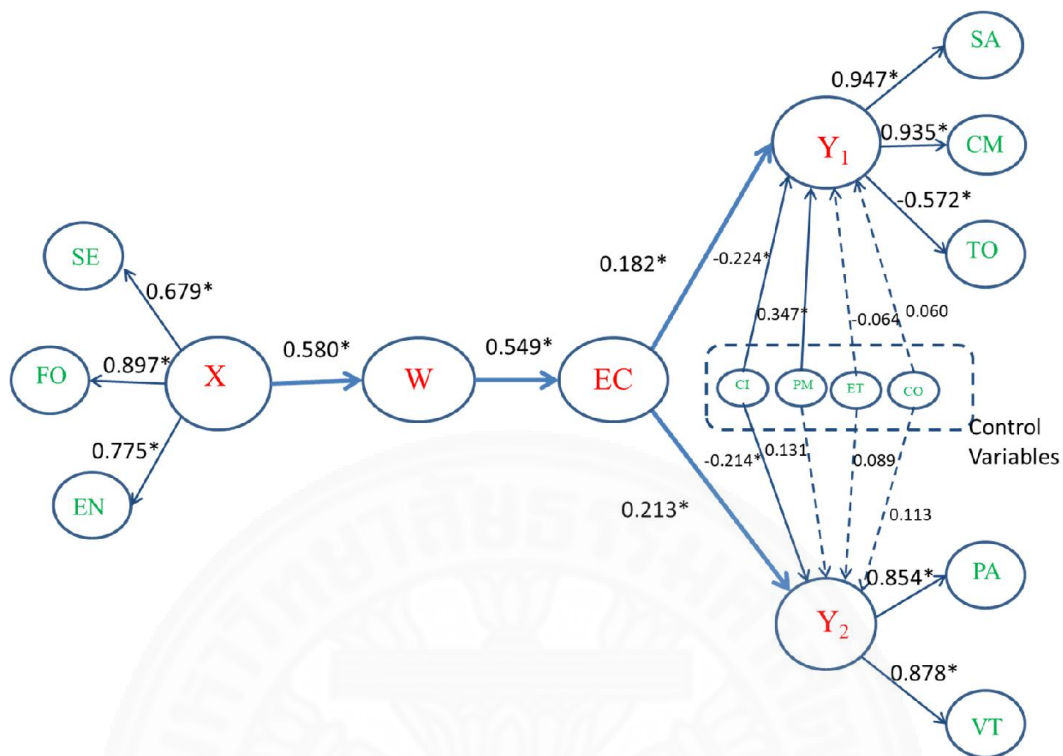 SA
0.947*
Y1
0.935*
CM
-0.572*
TO
SE
0.182*
-0.224*
0.679*
0.347*
-0.064
0.060
FO
0.897*
X
0.580*
W
0.549*
EC
CI
PM
ET
CO
Control
Variables
0.775*
-0.214*
0.131
0.089
EN
0.213*
0.113
0.854*
PA
Y2
0.878*
VT